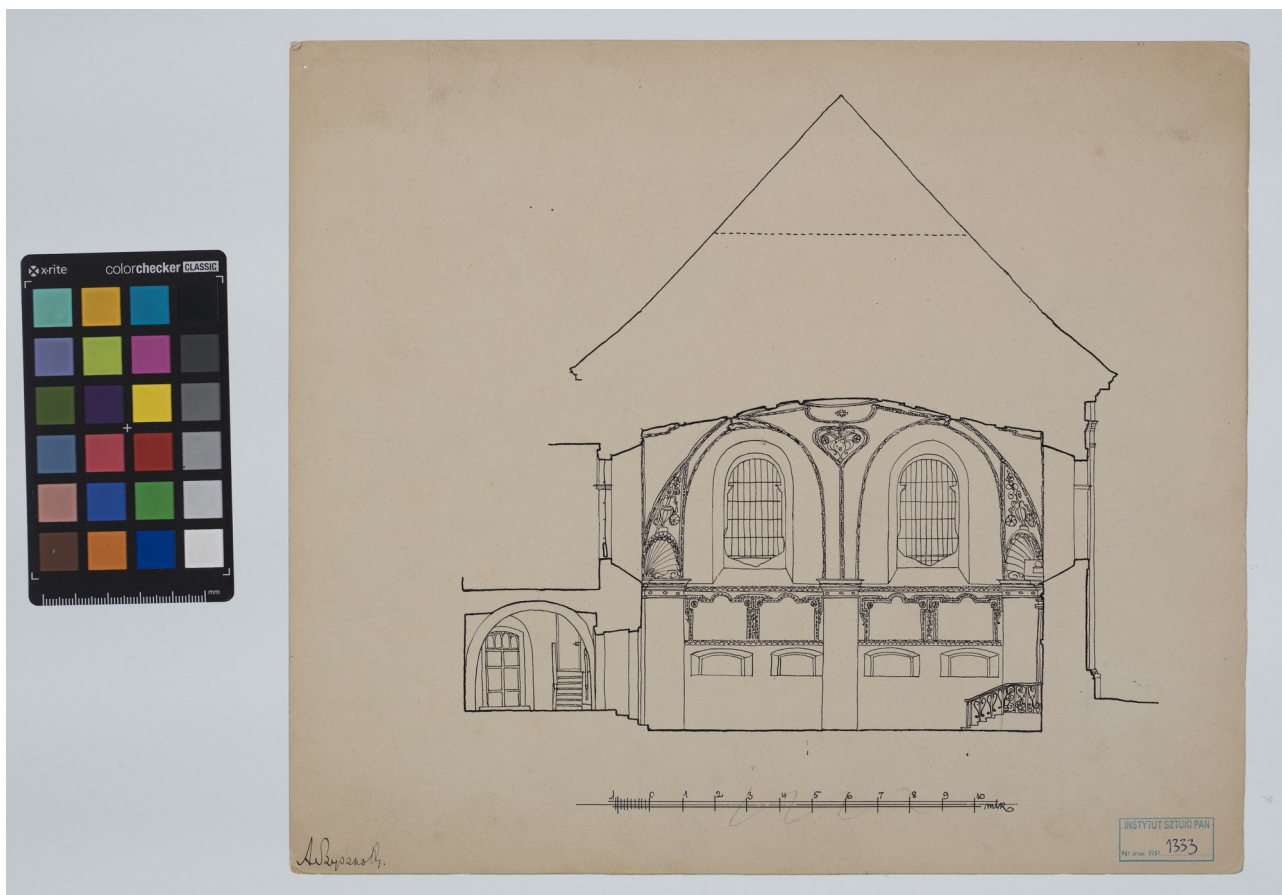 x-rite colorchecker CLASSIC
mm
1 0 1 2 3 4 5 6 7 8 9 10 mtr
INSTYTUT SZTUKI PAN
Nr inw. RP. 1333